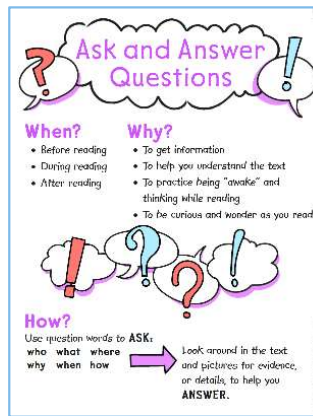 Ask and Answer
Questions
When?
• Before reading
• During reading
• After reading
Why?
• To get information
• To help you understand the text
• To practice being "awake" and
thinking while reading
• To be curious and wonder as you read
How?
Use question words to ASK:
who what where
why when how
Look around in the text
and pictures for evidence,
or details, to help you
ANSWER.